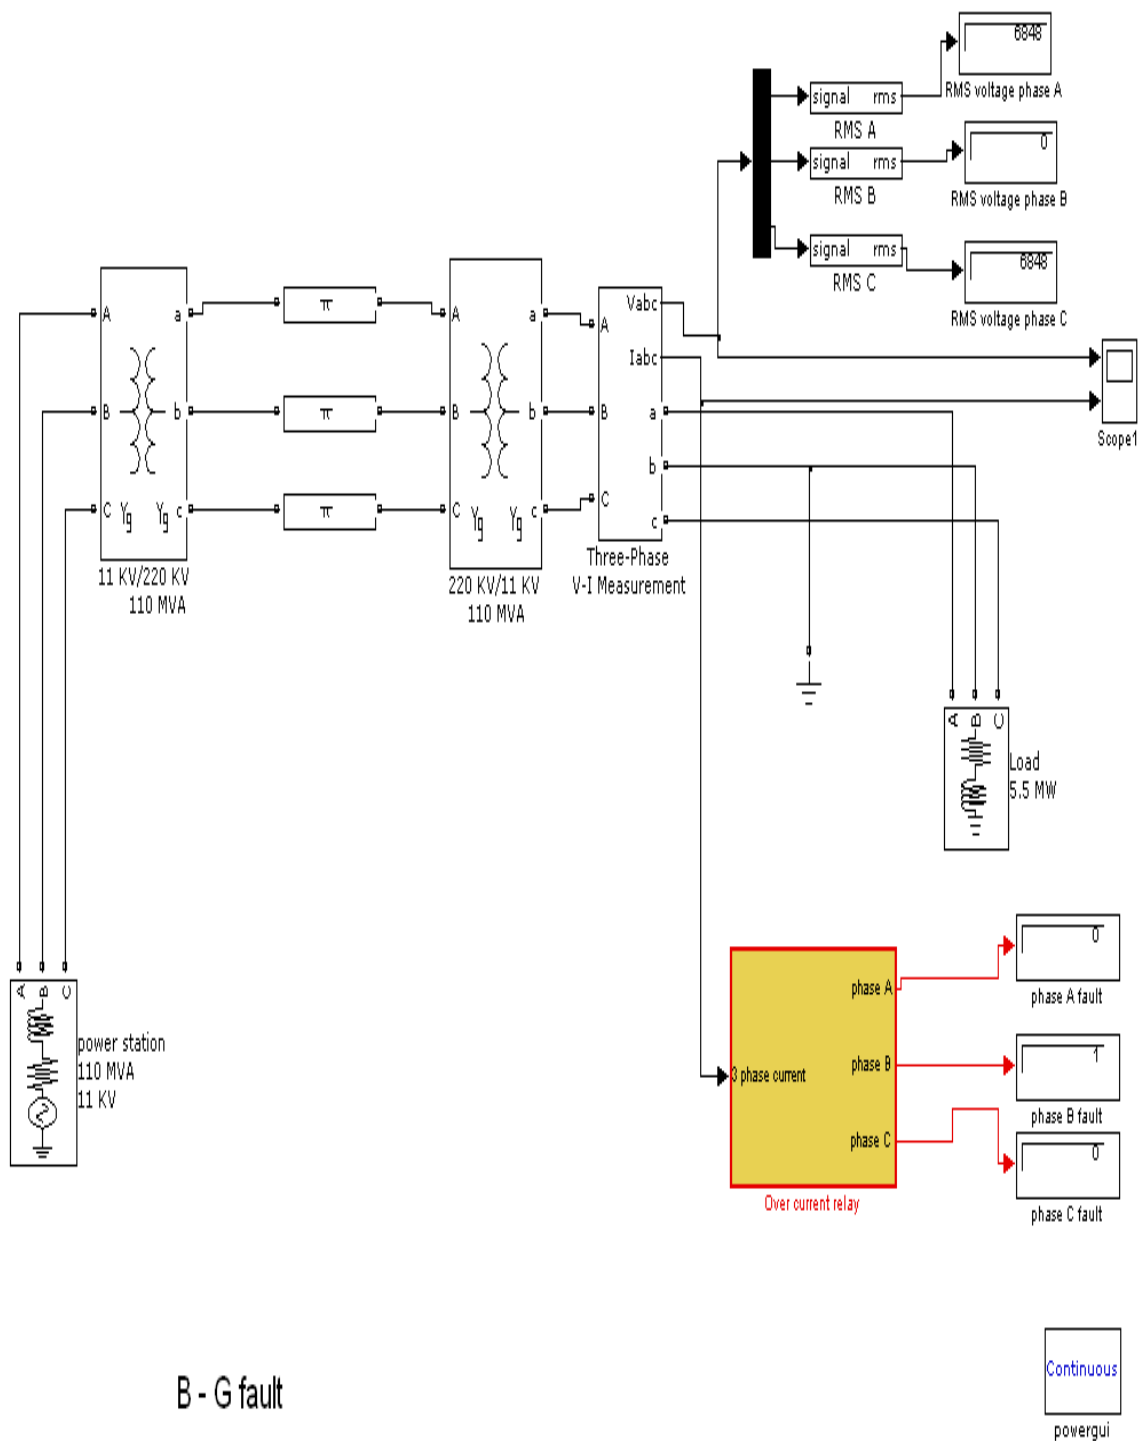 6848
RMS voltage phase A
signal rms
RMS A
0
RMS voltage phase B
signal rms
RMS B
6848
RMS voltage phase C
signal rms
RMS C
A a
B b
C Yg Yg c
11 KV/220 KV
110 MVA
π
π
π
A a
B b
C Yg Yg c
220 KV/11 KV
110 MVA
Vabc
A
Iabc
B a
b
C
c
Three-Phase
V-I Measurement
Scope1
A B C
Load
5.5 MW
A B C
power station
110 MVA
11 KV
phase A
3 phase current
phase B
phase C
Over current relay
0
phase A fault
1
phase B fault
0
phase C fault
B - G fault
Continuous
powergui